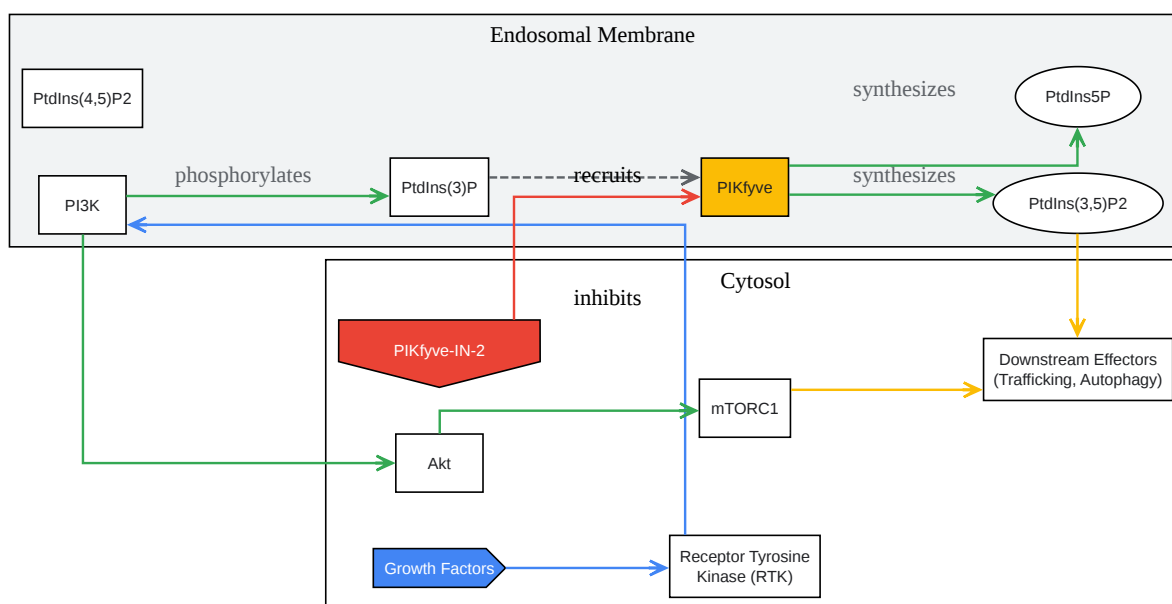 Endosomal Membrane
PtdIns(4,5)P2
synthesizes
PtdIns5P
phosphorylates
PtdIns(3)P
recruits
PIKfyve
synthesizes
PI3K
PtdIns(3,5)P2
Cytosol
inhibits
PIKfyve-IN-2
Downstream Effectors
(Trafficking, Autophagy)
mTORC1
Akt
Growth Factors
Receptor Tyrosine
Kinase (RTK)